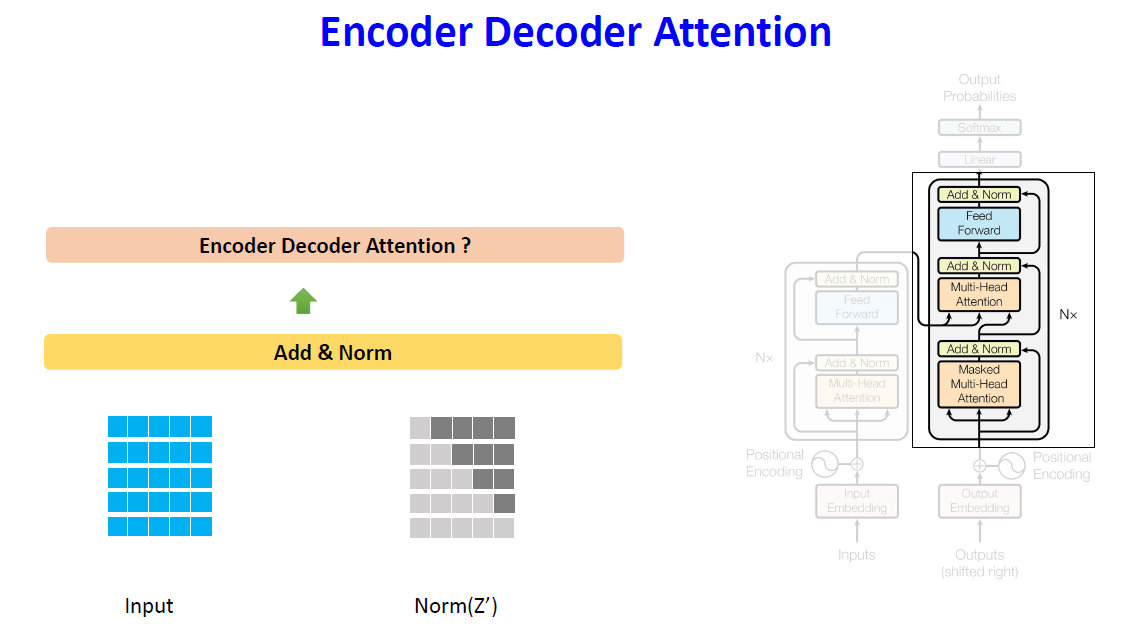 Encoder Decoder Attention
Encoder Decoder Attention ?
Add & Norm
Input
Norm(Z’)
Output
Probabilities
Softmax
Linear
Add & Norm
Feed
Forward
Add & Norm
Multi-Head
Attention
Nx
Add & Norm
Masked
Multi-Head
Attention
Add & Norm
Feed
Forward
Nx
Add & Norm
Multi-Head
Attention
Positional
Encoding
Positional
Encoding
Input
Embedding
Output
Embedding
Inputs
Outputs
(shifted right)